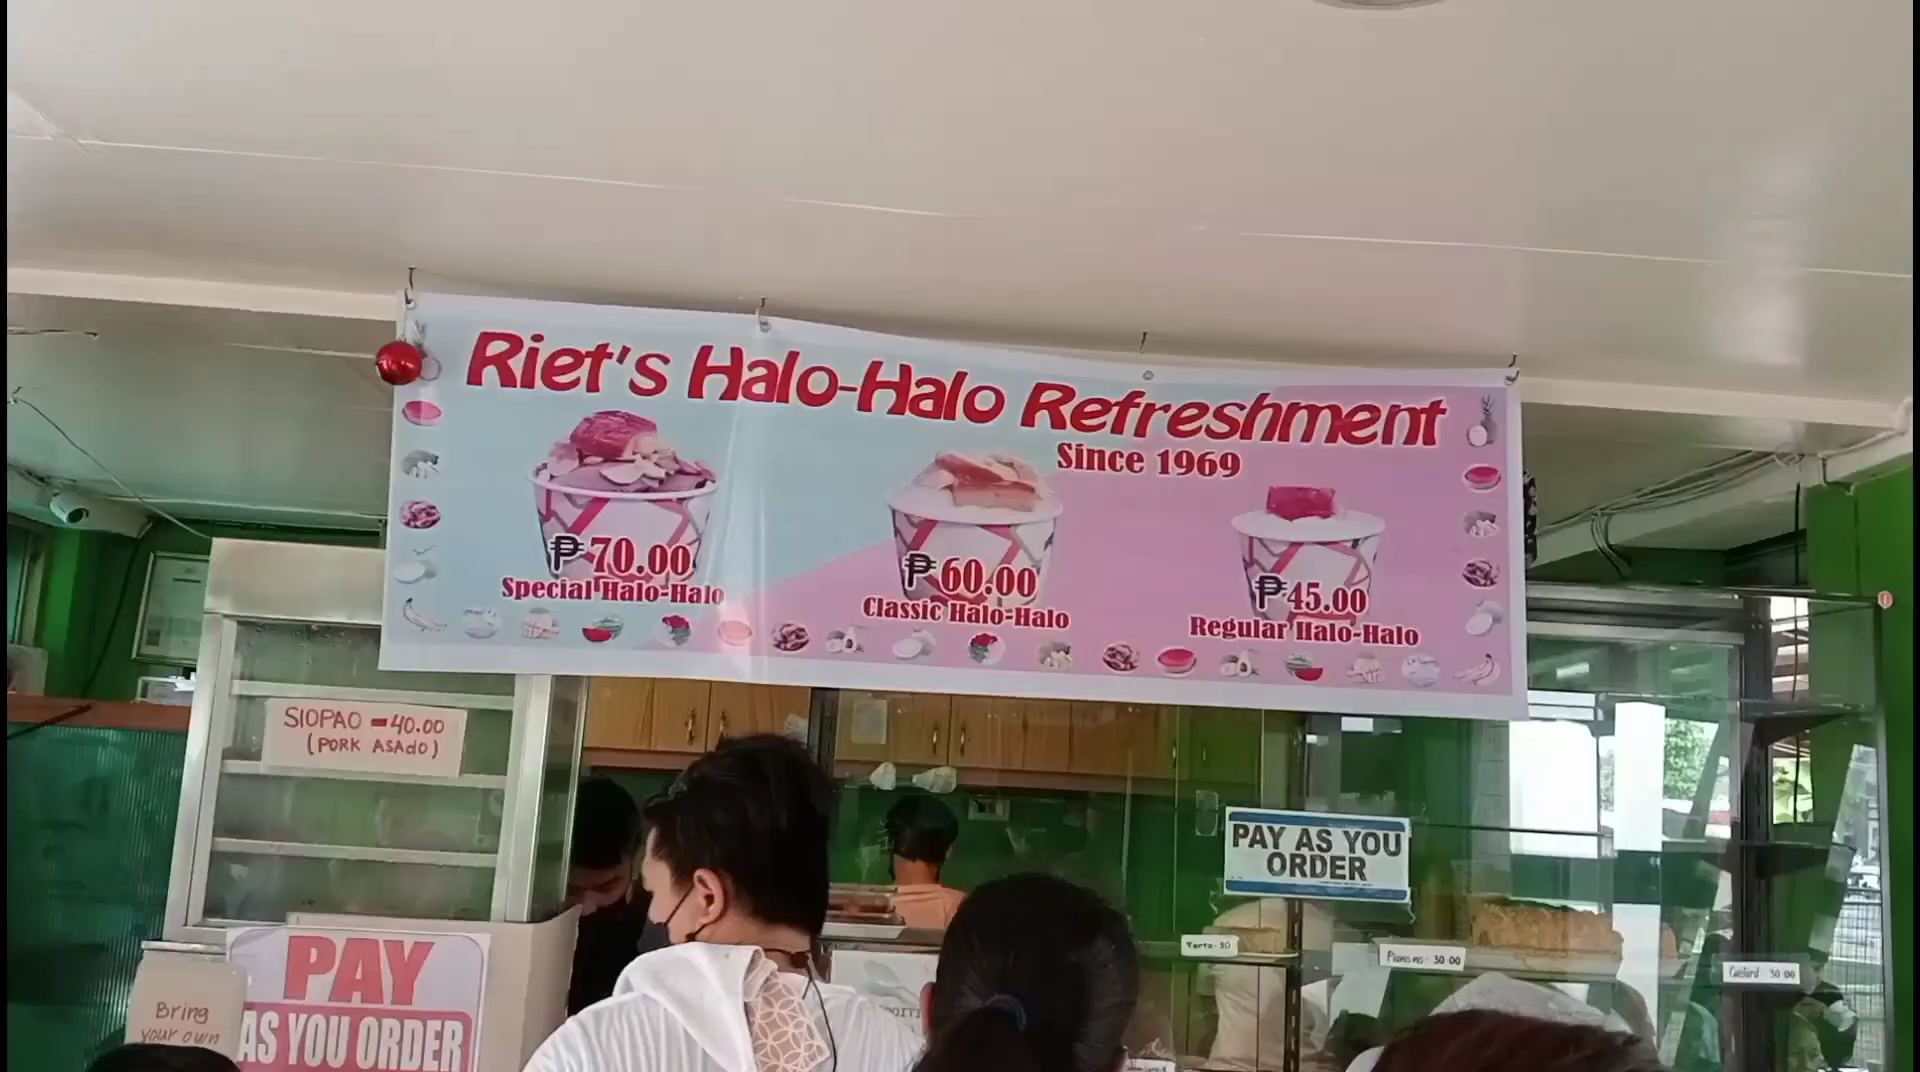 Riet's Halo-Halo Refreshment
Since 1969
₱70.00
Special Halo-Halo
₱60.00
Classic Halo-Halo
₱45.00
Regular Halo-Halo
SIOPAO - 40.00
(PORK ASAdO)
PAY AS YOU
ORDER
Torta - 30
Pionono 30.00
Custard 30.00
PAY
AS YOU ORDER
Bring
your own